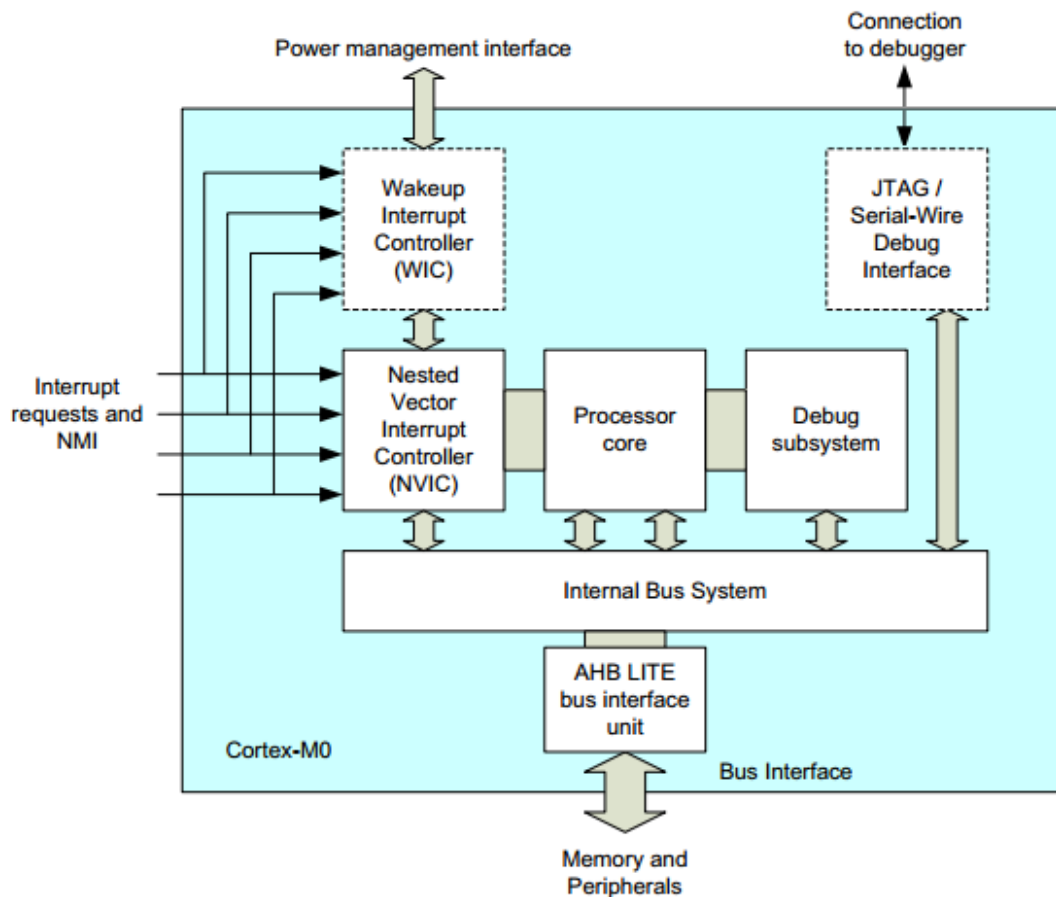 Power management interface
Connection
to debugger
Wakeup
Interrupt
Controller
(WIC)
JTAG /
Serial-Wire
Debug
Interface
Interrupt
requests and
NMI
Nested
Vector
Interrupt
Controller
(NVIC)
Processor
core
Debug
subsystem
Internal Bus System
AHB LITE
bus interface
unit
Cortex-M0
Bus Interface
Memory and
Peripherals